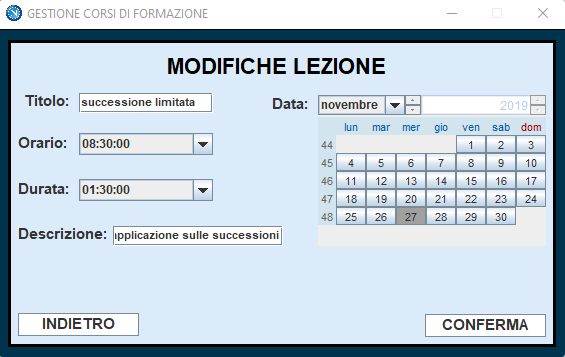 GESTIONE CORSI DI FORMAZIONE
MODIFICHE LEZIONE
Titolo: successione limitata
Data: novembre 2019
Orario: 08:30:00
Durata: 01:30:00
Descrizione: applicazione sulle successioni
lun mar mer gio ven sab dom
44 1 2 3
45 4 5 6 7 8 9 10
46 11 12 13 14 15 16 17
47 18 19 20 21 22 23 24
48 25 26 27 28 29 30
INDIETRO
CONFERMA